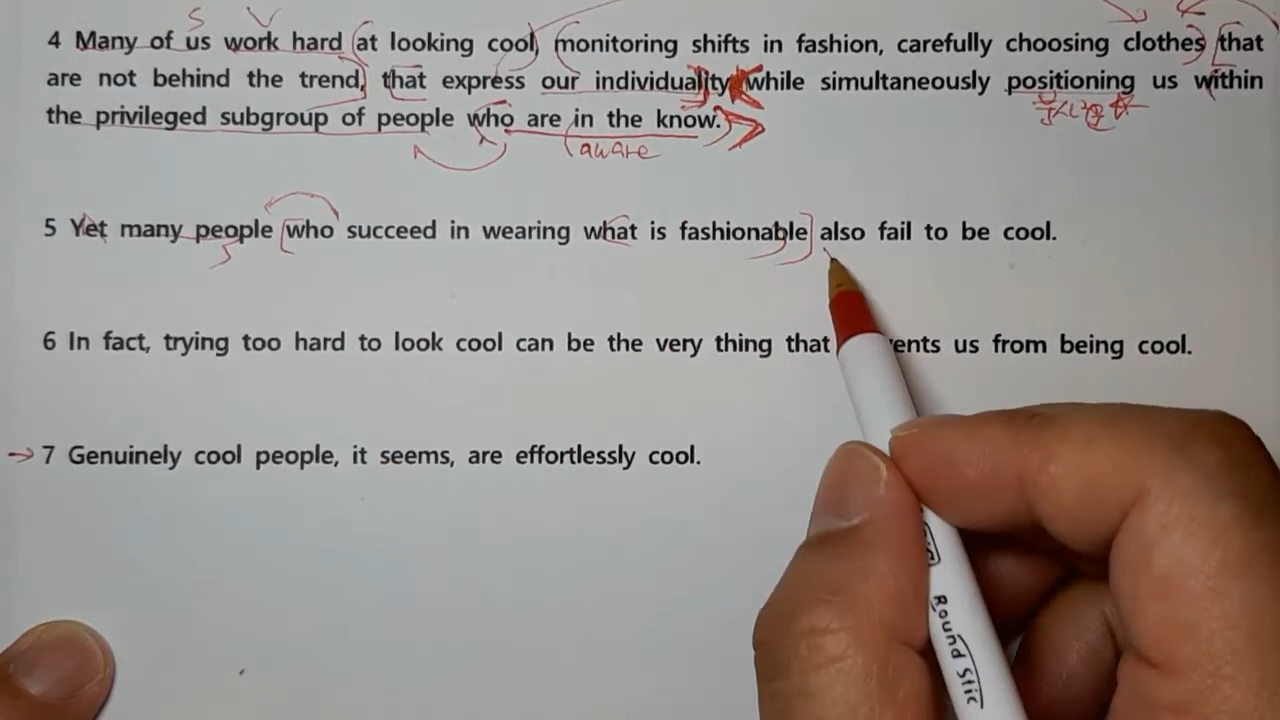 S V
4 Many of us work hard at looking cool, monitoring shifts in fashion, carefully choosing clothes that
are not behind the trend, that express our individuality while simultaneously positioning us within
the privileged subgroup of people who are in the know.
분사구문
aware
5 Yet many people who succeed in wearing what is fashionable also fail to be cool.
S
6 In fact, trying too hard to look cool can be the very thing that ents us from being cool.
7 Genuinely cool people, it seems, are effortlessly cool.
Round Stic